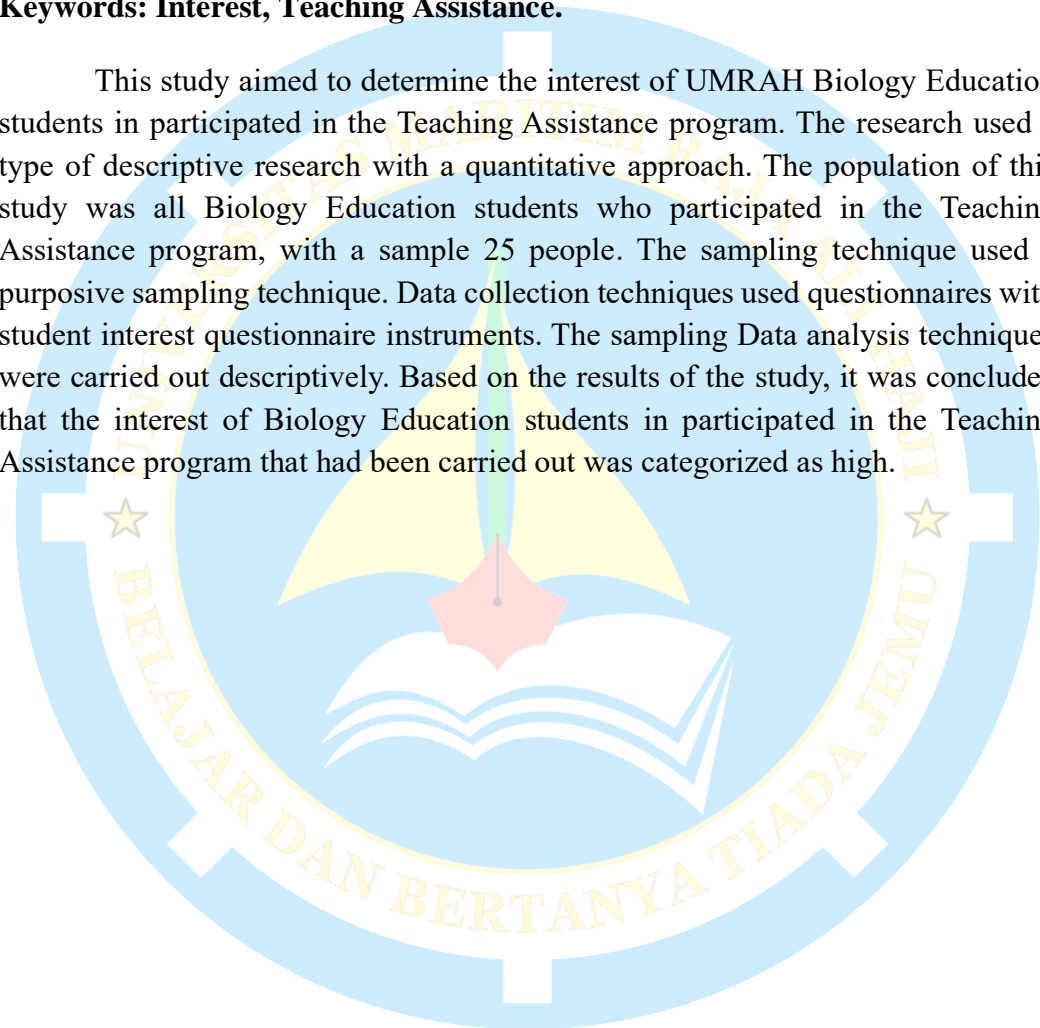 Keywords: Interest, Teaching Assistance.
This study aimed to determine the interest of UMRAH Biology Educatio
students in participated in the Teaching Assistance program. The research used
type of descriptive research with a quantitative approach. The population of thi
study was all Biology Education students who participated in the Teachin
Assistance program, with a sample 25 people. The sampling technique used
purposive sampling technique. Data collection techniques used questionnaires wit
student interest questionnaire instruments. The sampling Data analysis technique
were carried out descriptively. Based on the results of the study, it was conclude
that the interest of Biology Education students in participated in the Teachin
Assistance program that had been carried out was categorized as high.
UNIVERSITAS MARITIM RAJA ALI HAJI
BELAJAR DAN BERTANYA TIADA JEMU